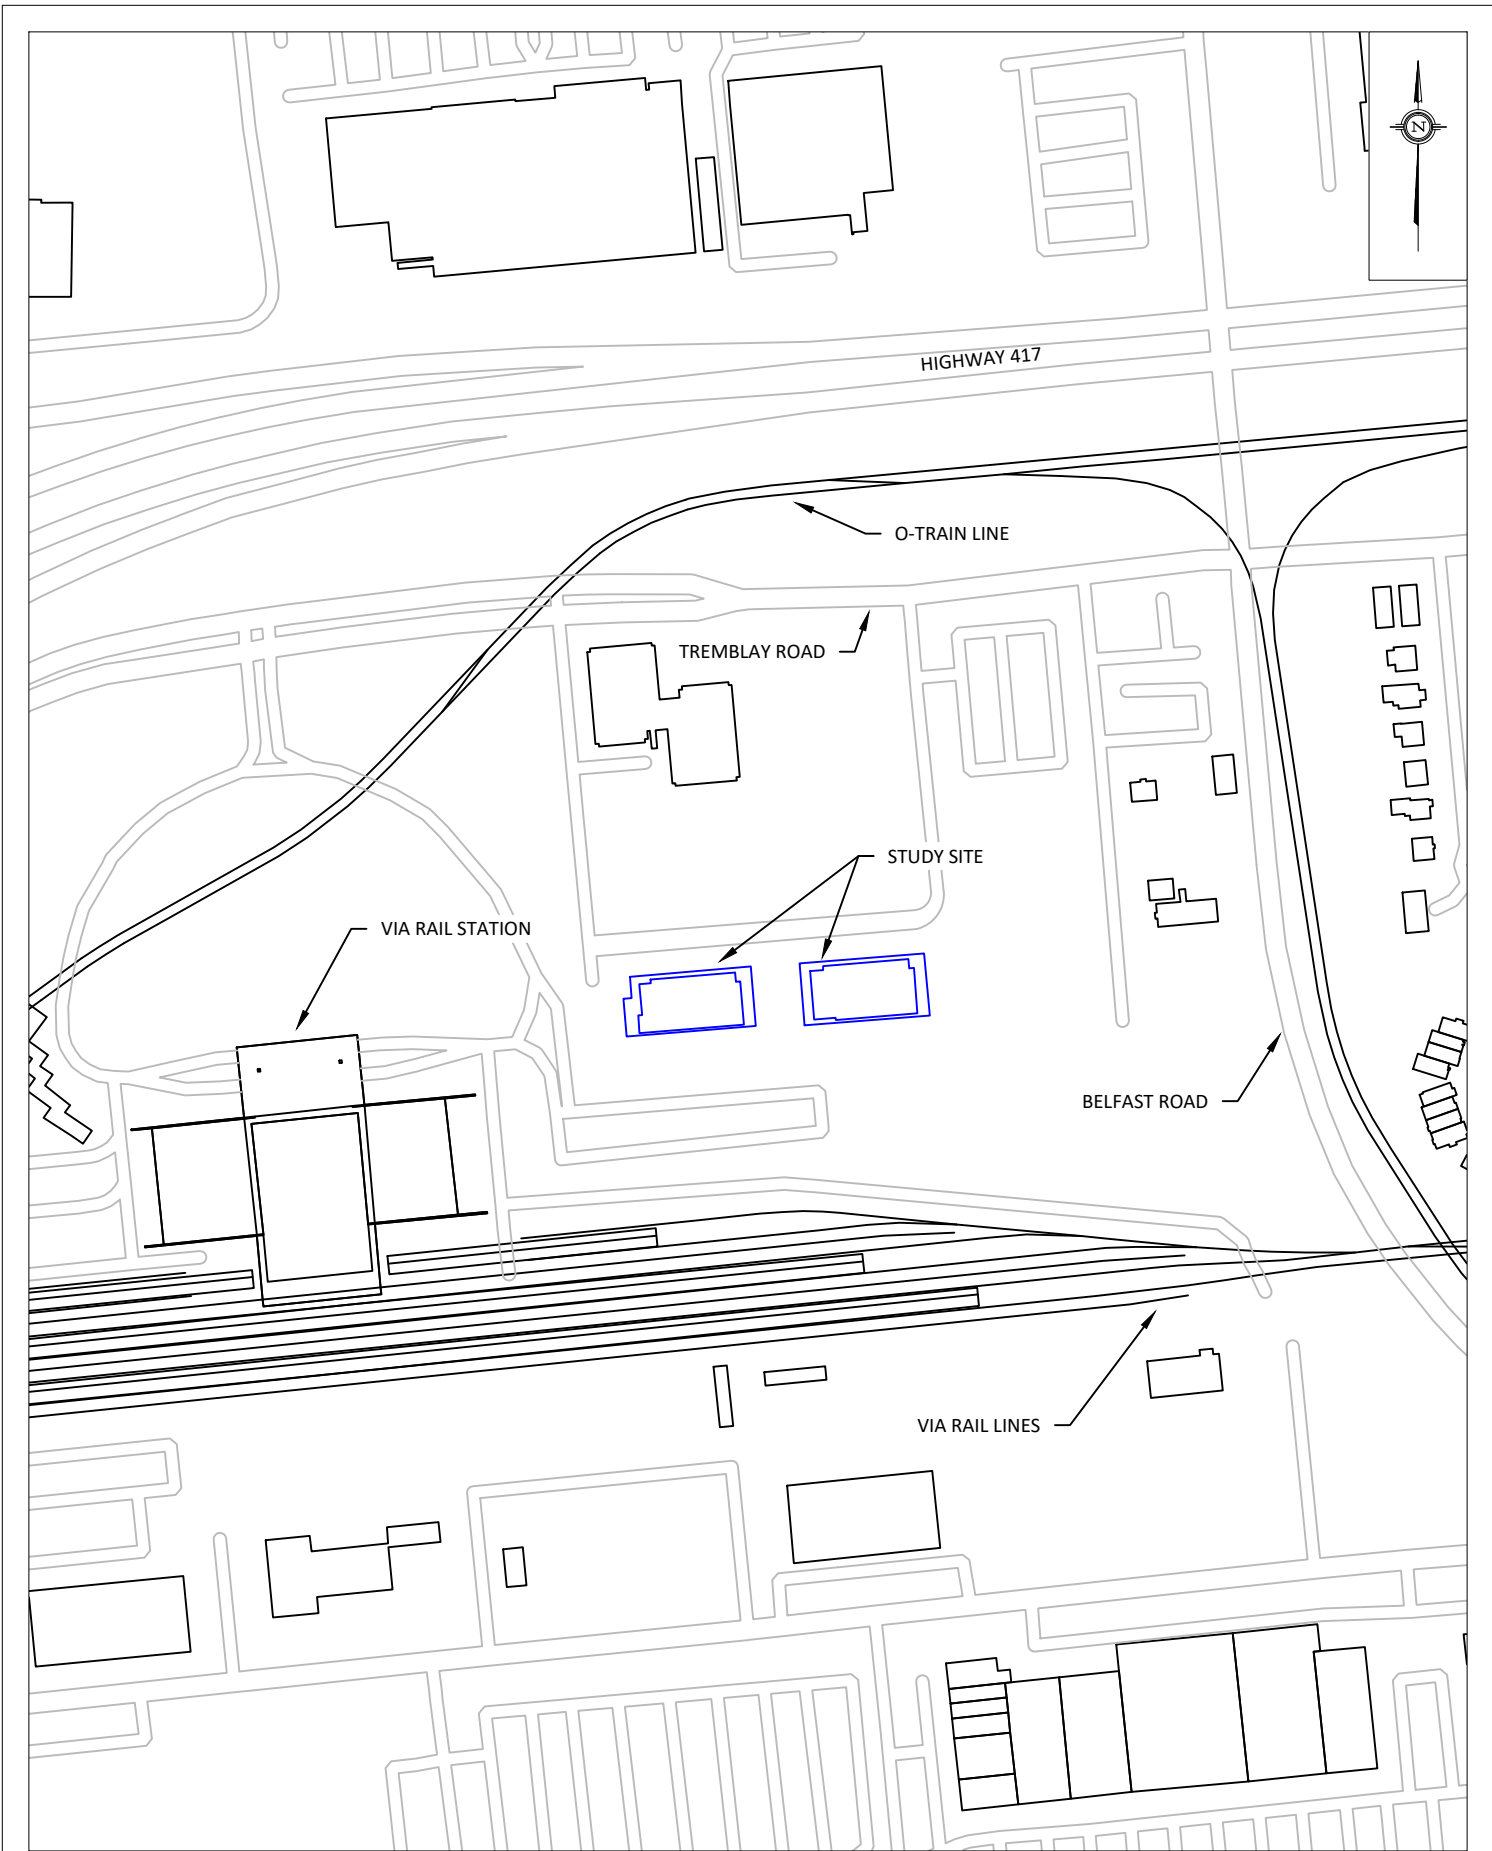 N
HIGHWAY 417
O-TRAIN LINE
TREMBLAY ROAD
STUDY SITE
VIA RAIL STATION
BELFAST ROAD
VIA RAIL LINES